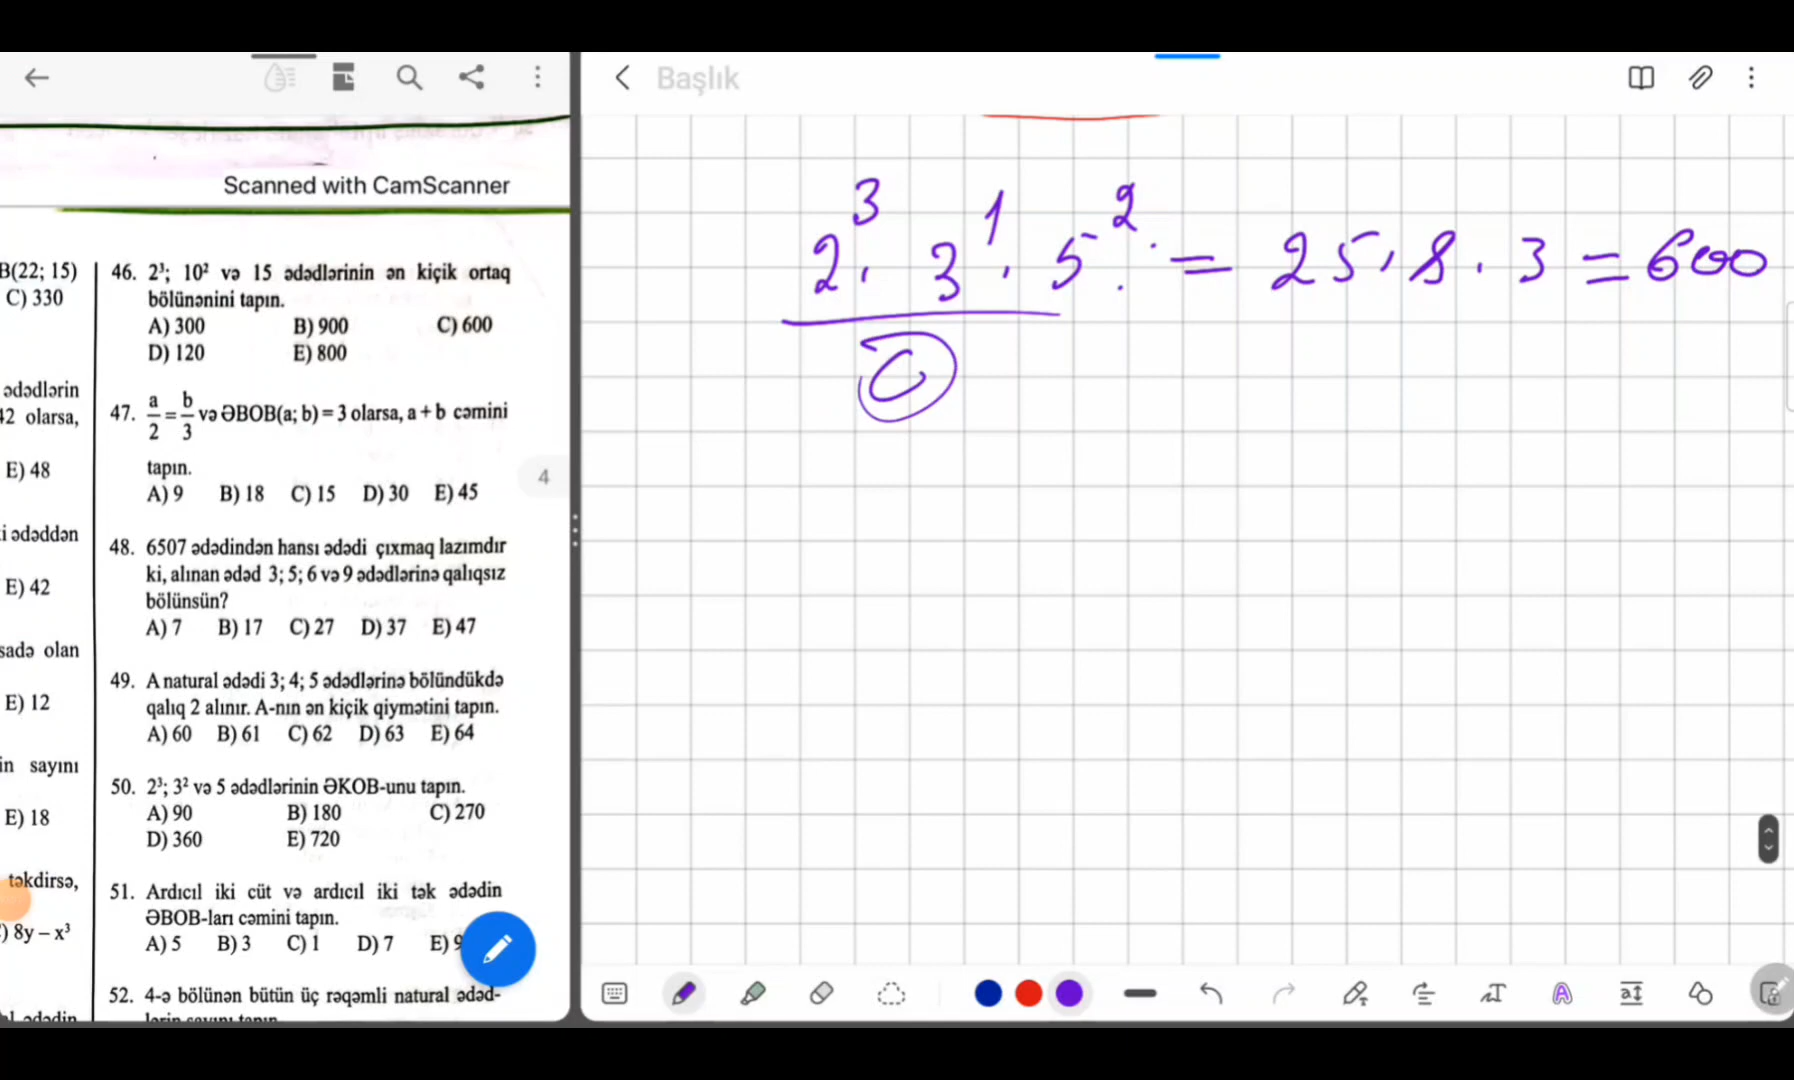 Başlık
Scanned with CamScanner
B(22; 15)
C) 330
ədədlərin
42 olarsa,
E) 48
i ədəddən
E) 42
sadə olan
E) 12
in sayını
E) 18
təkdirsə,
) 8y – x³
46. 2³; 10² və 15 ədədlərinin ən kiçik ortaq
bölünənini tapın.
A) 300 B) 900 C) 600
D) 120 E) 800
47. a/2 = b/3 və ƏBOB(a; b) = 3 olarsa, a + b cəmini
tapın.
A) 9 B) 18 C) 15 D) 30 E) 45
4
48. 6507 ədədindən hansı ədədi çıxmaq lazımdır
ki, alınan ədəd 3; 5; 6 və 9 ədədlərinə qalıqsız
bölünsün?
A) 7 B) 17 C) 27 D) 37 E) 47
49. A natural ədədi 3; 4; 5 ədədlərinə bölündükdə
qalıq 2 alınır. A-nın ən kiçik qiymətini tapın.
A) 60 B) 61 C) 62 D) 63 E) 64
50. 2³; 3² və 5 ədədlərinin ƏKOB-unu tapın.
A) 90 B) 180 C) 270
D) 360 E) 720
51. Ardıcıl iki cüt və ardıcıl iki tək ədədin
ƏBOB-ları cəmini tapın.
A) 5 B) 3 C) 1 D) 7 E) 9
52. 4-ə bölünən bütün üç rəqəmli natural ədəd-
lərin sayını tapın.
2³ · 3¹ · 5² = 25 · 8 · 3 = 600
C